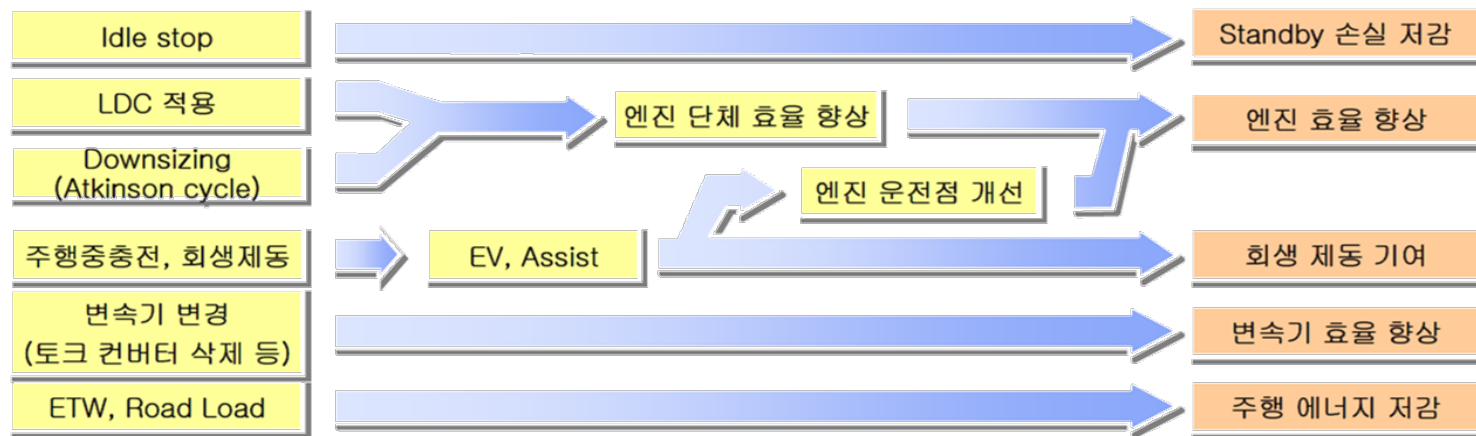 Idle stop
Standby 손실 저감
LDC 적용
엔진 단체 효율 향상
엔진 효율 향상
Downsizing
(Atkinson cycle)
엔진 운전점 개선
주행중충전, 회생제동
EV, Assist
회생 제동 기여
변속기 변경
(토크 컨버터 삭제 등)
변속기 효율 향상
ETW, Road Load
주행 에너지 저감